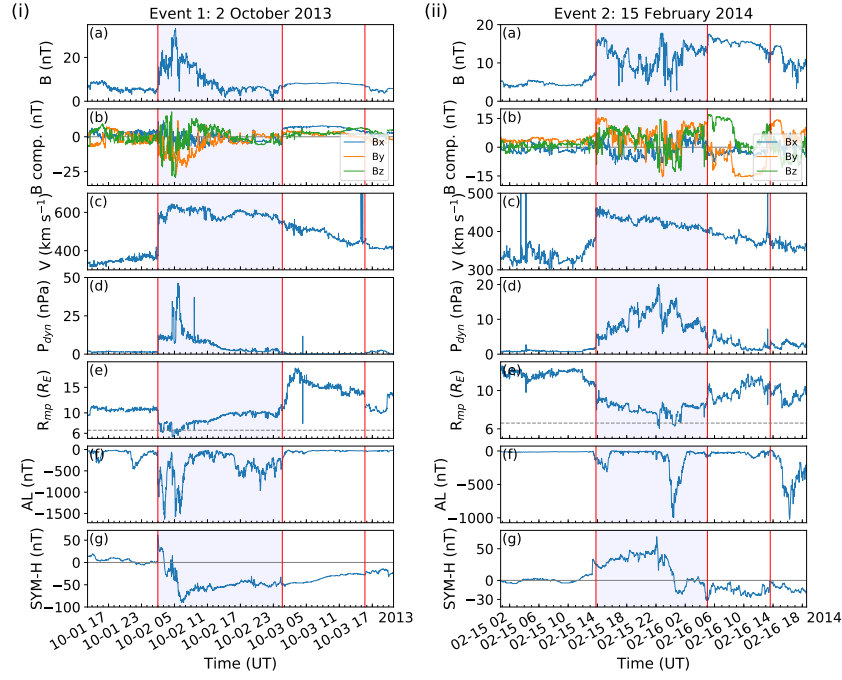 (i)
Event 1: 2 October 2013
(a)
B (nT)
20
0
(b)
B comp. (nT)
0
−25
Bx
By
Bz
(c)
V (km s⁻¹)
600
400
(d)
P_dyn (nPa)
50
25
0
(e)
R_mp (R_E)
15
10
6
(f)
AL (nT)
0
−500
−1000
−1500
(g)
SYM-H (nT)
50
0
−50
−100
10-01 17
10-01 23
10-02 05
10-02 11
10-02 17
10-02 23
10-03 05
10-03 11
10-03 17
2013
Time (UT)
(ii)
Event 2: 15 February 2014
(a)
B (nT)
20
10
0
(b)
B comp. (nT)
15
0
−15
Bx
By
Bz
(c)
V (km s⁻¹)
500
400
300
(d)
P_dyn (nPa)
20
10
0
(e)
R_mp (R_E)
10
6
(f)
AL (nT)
0
−500
−1000
(g)
SYM-H (nT)
50
0
−30
02-15 02
02-15 06
02-15 10
02-15 14
02-15 18
02-15 22
02-16 02
02-16 06
02-16 10
02-16 14
02-16 18
2014
Time (UT)